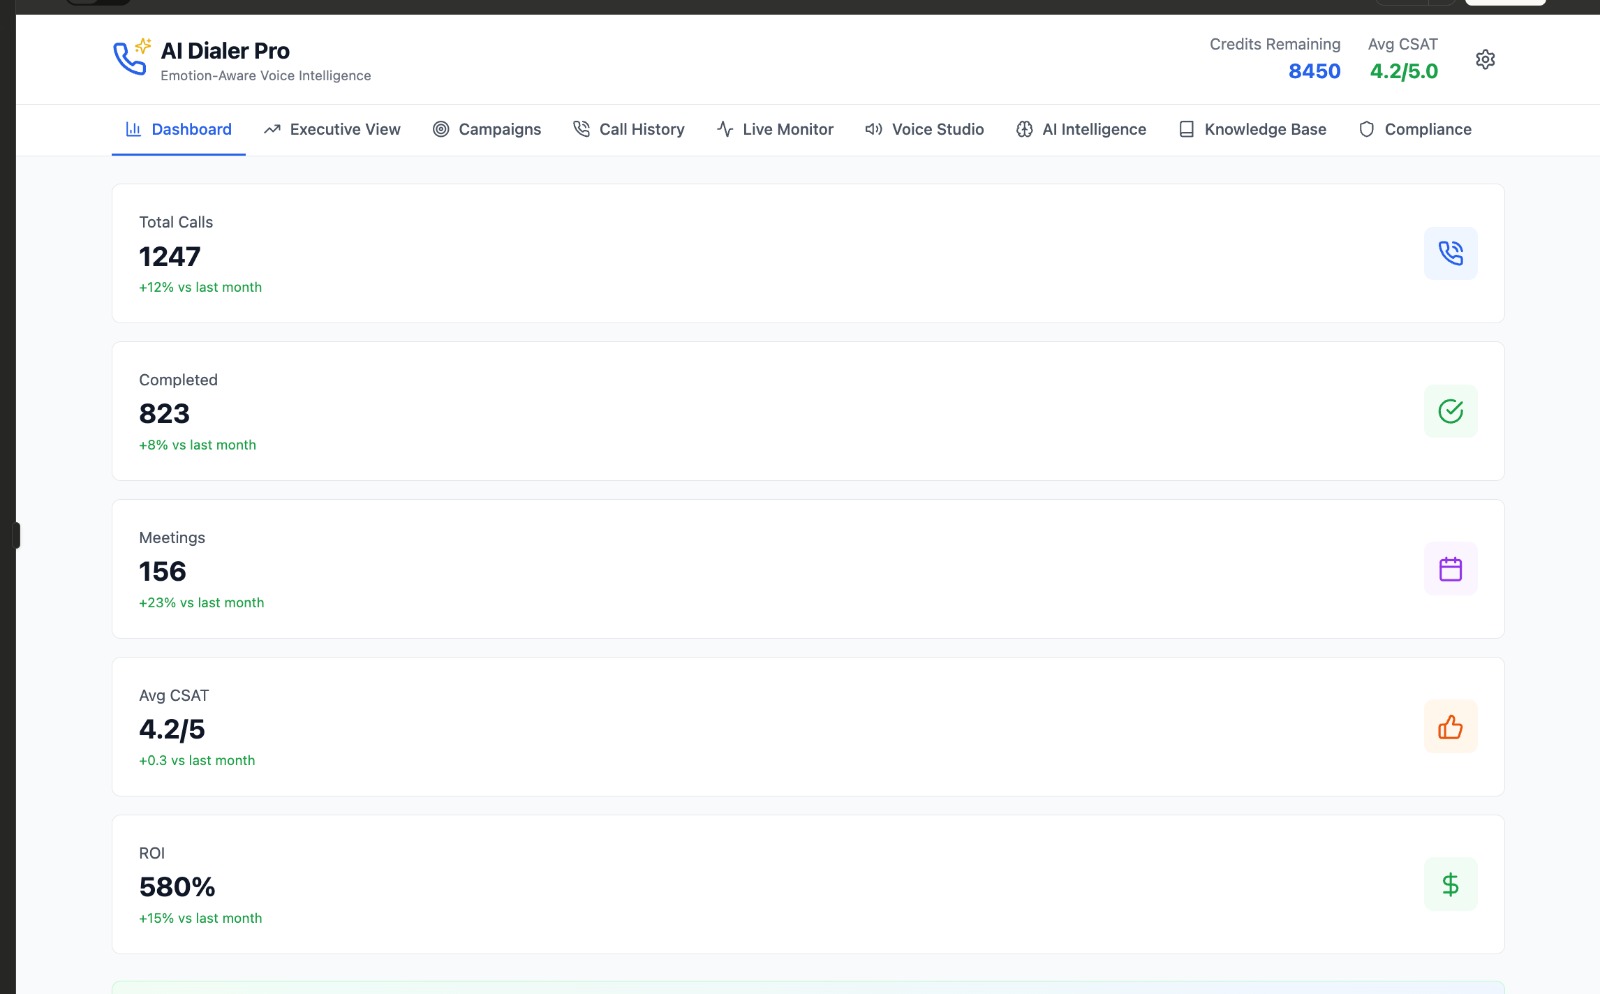 AI Dialer Pro
Emotion-Aware Voice Intelligence
Credits Remaining
8450
Avg CSAT
4.2/5.0
Dashboard
Executive View
Campaigns
Call History
Live Monitor
Voice Studio
AI Intelligence
Knowledge Base
Compliance
Total Calls
1247
+12% vs last month
Completed
823
+8% vs last month
Meetings
156
+23% vs last month
Avg CSAT
4.2/5
+0.3 vs last month
ROI
580%
+15% vs last month